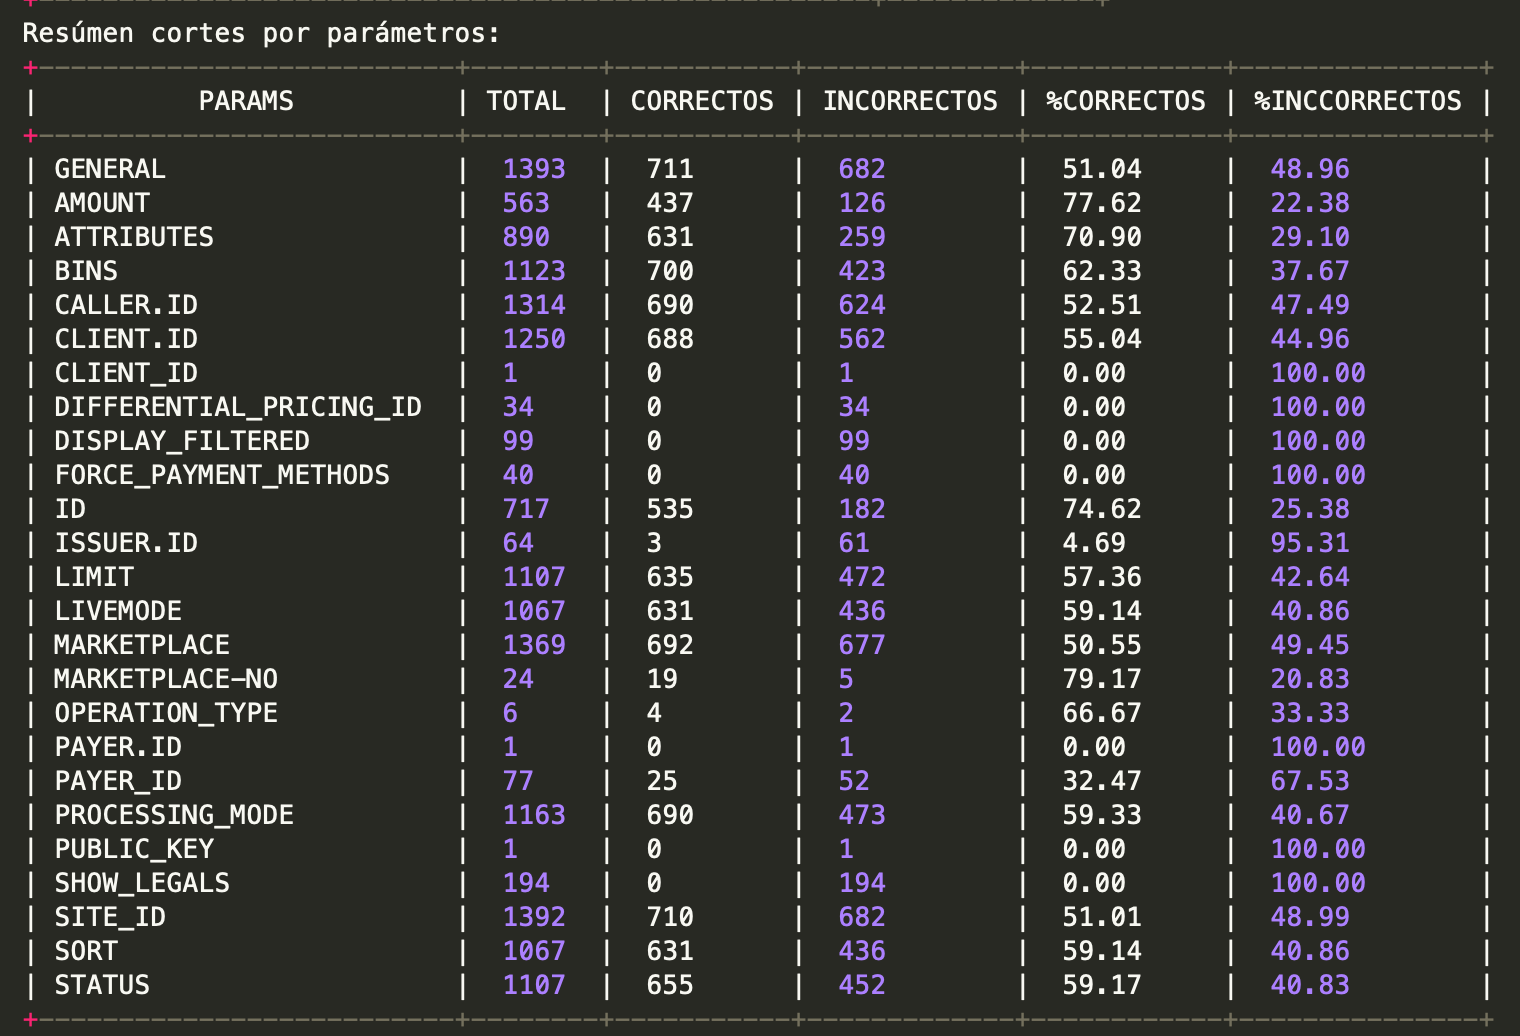 Resúmen cortes por parámetros:
+--------------------------+--------+-----------+-------------+------------+----------------+
| PARAMS | TOTAL | CORRECTOS | INCORRECTOS | %CORRECTOS | %INCCORRECTOS |
+--------------------------+--------+-----------+-------------+------------+----------------+
| GENERAL | 1393 | 711 | 682 | 51.04 | 48.96 |
| AMOUNT | 563 | 437 | 126 | 77.62 | 22.38 |
| ATTRIBUTES | 890 | 631 | 259 | 70.90 | 29.10 |
| BINS | 1123 | 700 | 423 | 62.33 | 37.67 |
| CALLER.ID | 1314 | 690 | 624 | 52.51 | 47.49 |
| CLIENT.ID | 1250 | 688 | 562 | 55.04 | 44.96 |
| CLIENT_ID | 1 | 0 | 1 | 0.00 | 100.00 |
| DIFFERENTIAL_PRICING_ID | 34 | 0 | 34 | 0.00 | 100.00 |
| DISPLAY_FILTERED | 99 | 0 | 99 | 0.00 | 100.00 |
| FORCE_PAYMENT_METHODS | 40 | 0 | 40 | 0.00 | 100.00 |
| ID | 717 | 535 | 182 | 74.62 | 25.38 |
| ISSUER.ID | 64 | 3 | 61 | 4.69 | 95.31 |
| LIMIT | 1107 | 635 | 472 | 57.36 | 42.64 |
| LIVEMODE | 1067 | 631 | 436 | 59.14 | 40.86 |
| MARKETPLACE | 1369 | 692 | 677 | 50.55 | 49.45 |
| MARKETPLACE-NO | 24 | 19 | 5 | 79.17 | 20.83 |
| OPERATION_TYPE | 6 | 4 | 2 | 66.67 | 33.33 |
| PAYER.ID | 1 | 0 | 1 | 0.00 | 100.00 |
| PAYER_ID | 77 | 25 | 52 | 32.47 | 67.53 |
| PROCESSING_MODE | 1163 | 690 | 473 | 59.33 | 40.67 |
| PUBLIC_KEY | 1 | 0 | 1 | 0.00 | 100.00 |
| SHOW_LEGALS | 194 | 0 | 194 | 0.00 | 100.00 |
| SITE_ID | 1392 | 710 | 682 | 51.01 | 48.99 |
| SORT | 1067 | 631 | 436 | 59.14 | 40.86 |
| STATUS | 1107 | 655 | 452 | 59.17 | 40.83 |
+--------------------------+--------+-----------+-------------+------------+----------------+